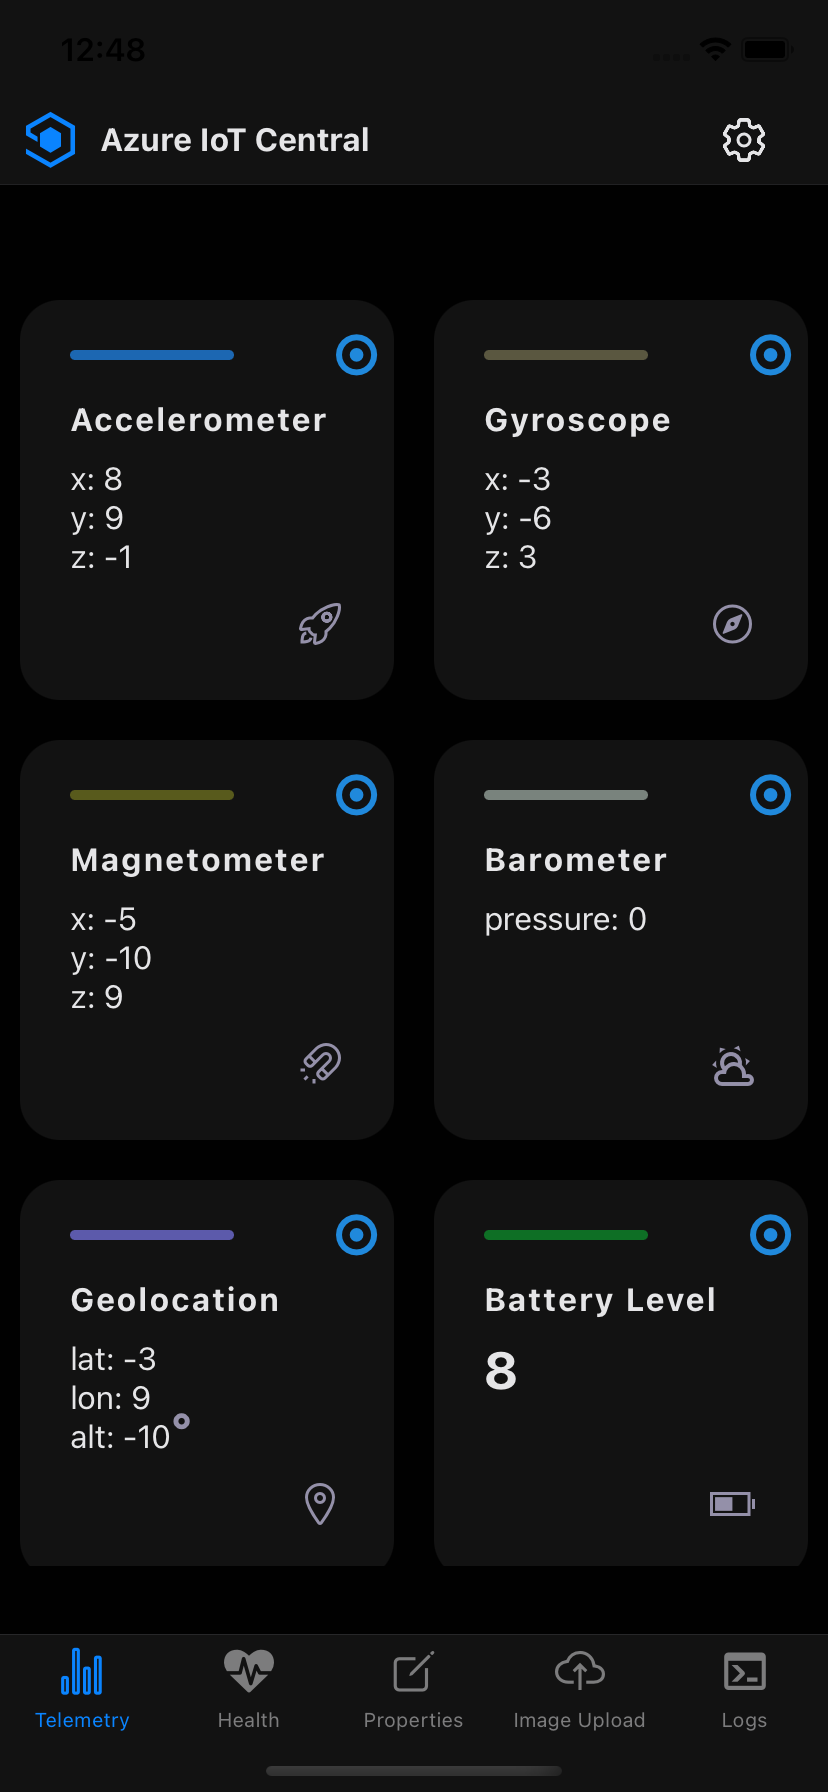 12:48
Azure IoT Central
Accelerometer
x: 8
y: 9
z: -1
Gyroscope
x: -3
y: -6
z: 3
Magnetometer
x: -5
y: -10
z: 9
Barometer
pressure: 0
Geolocation
lat: -3
lon: 9
alt: -10°
Battery Level
8
Telemetry
Health
Properties
Image Upload
Logs